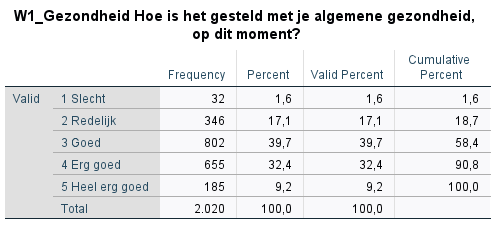 W1_Gezondheid Hoe is het gesteld met je algemene gezondheid,
op dit moment?
Frequency Percent Valid Percent Cumulative Percent
Valid 1 Slecht 32 1,6 1,6 1,6
2 Redelijk 346 17,1 17,1 18,7
3 Goed 802 39,7 39,7 58,4
4 Erg goed 655 32,4 32,4 90,8
5 Heel erg goed 185 9,2 9,2 100,0
Total 2.020 100,0 100,0